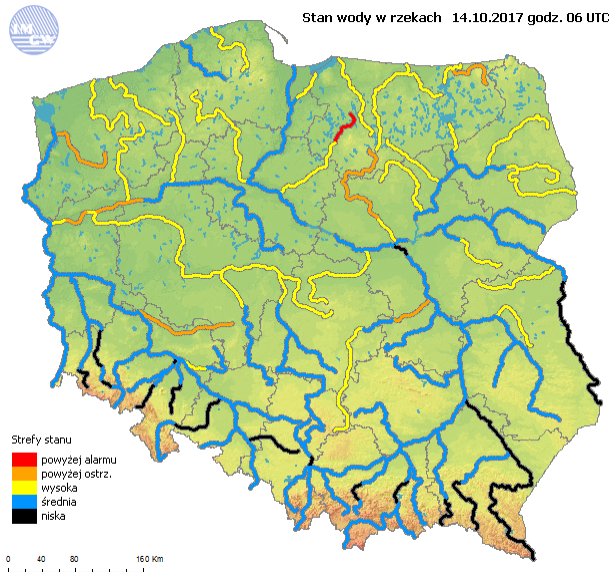 Stan wody w rzekach 14.10.2017 godz. 06 UTC
IMGW
Strefy stanu
powyżej alarmu
powyżej ostrz.
wysoka
średnia
niska
0 40 80 160 Km